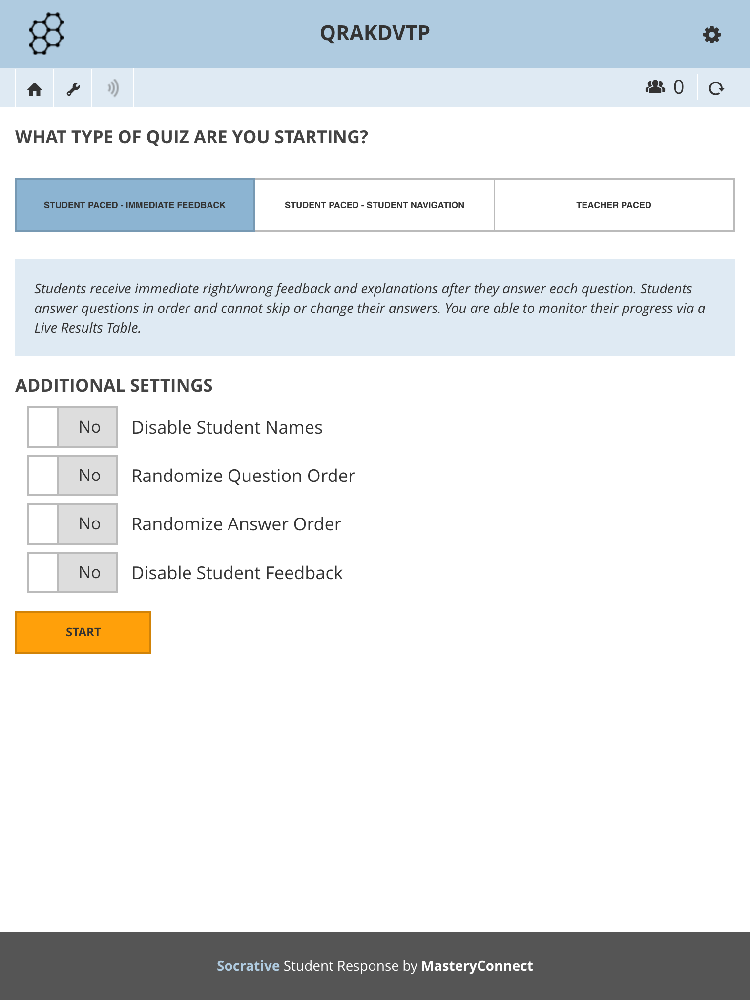 QRAKDVTP
0
WHAT TYPE OF QUIZ ARE YOU STARTING?
STUDENT PACED - IMMEDIATE FEEDBACK
STUDENT PACED - STUDENT NAVIGATION
TEACHER PACED
Students receive immediate right/wrong feedback and explanations after they answer each question. Students
answer questions in order and cannot skip or change their answers. You are able to monitor their progress via a
Live Results Table.
ADDITIONAL SETTINGS
No Disable Student Names
No Randomize Question Order
No Randomize Answer Order
No Disable Student Feedback
START
Socrative Student Response by MasteryConnect